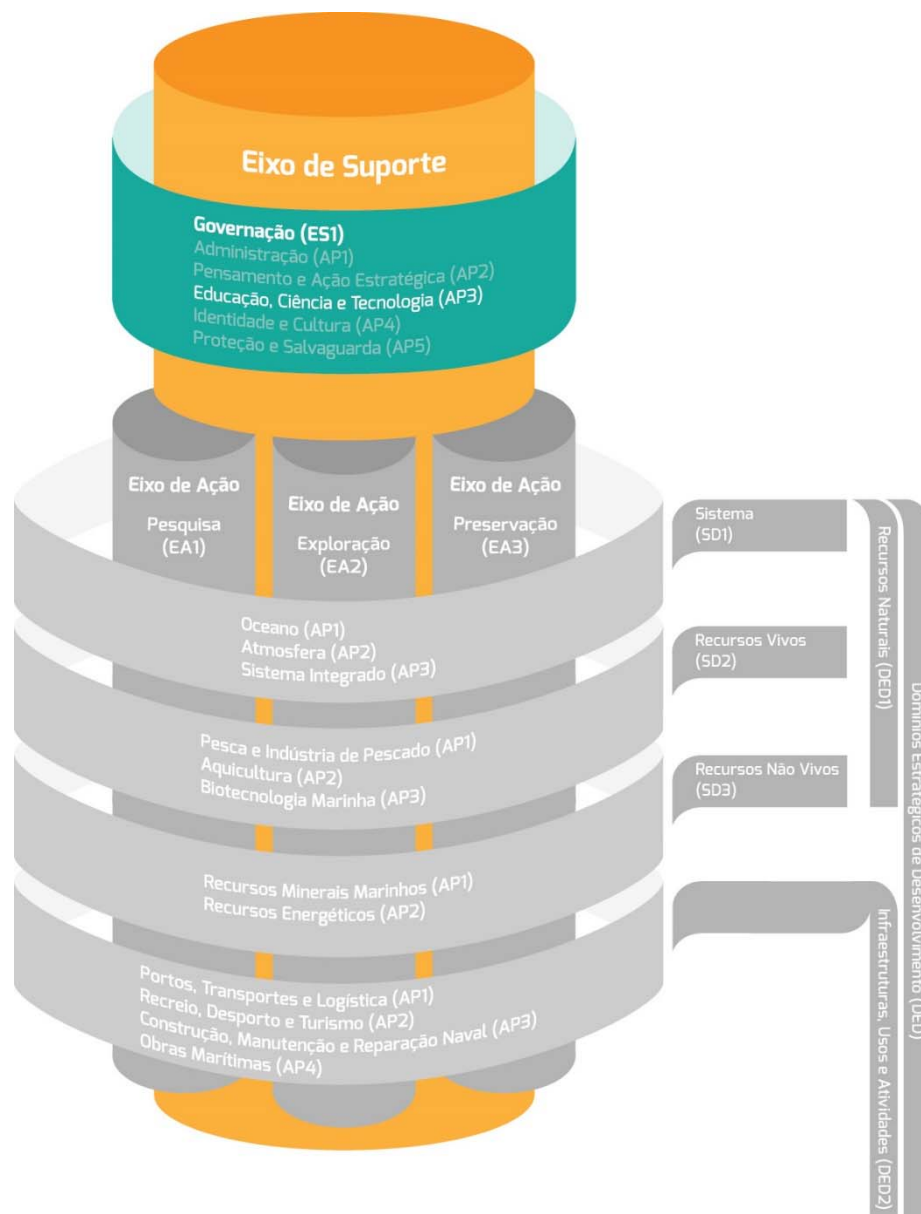 Eixo de Suporte
Governação (ES1)
Administração (AP1)
Pensamento e Ação Estratégica (AP2)
Educação, Ciência e Tecnologia (AP3)
Identidade e Cultura (AP4)
Proteção e Salvaguarda (AP5)
Eixo de Ação
Pesquisa
(EA1)
Eixo de Ação
Exploração
(EA2)
Eixo de Ação
Preservação
(EA3)
Oceano (AP1)
Atmosfera (AP2)
Sistema Integrado (AP3)
Pesca e Indústria de Pescado (AP1)
Aquicultura (AP2)
Biotecnologia Marinha (AP3)
Recursos Minerais Marinhos (AP1)
Recursos Energéticos (AP2)
Portos, Transportes e Logística (AP1)
Recreio, Desporto e Turismo (AP2)
Construção, Manutenção e Reparação Naval (AP3)
Obras Marítimas (AP4)
Sistema
(SD1)
Recursos Vivos
(SD2)
Recursos Não Vivos
(SD3)
Recursos Naturais (DED1)
Infraestruturas, Usos e Atividades (DED2)
Domínios Estratégicos de Desenvolvimento (DED)